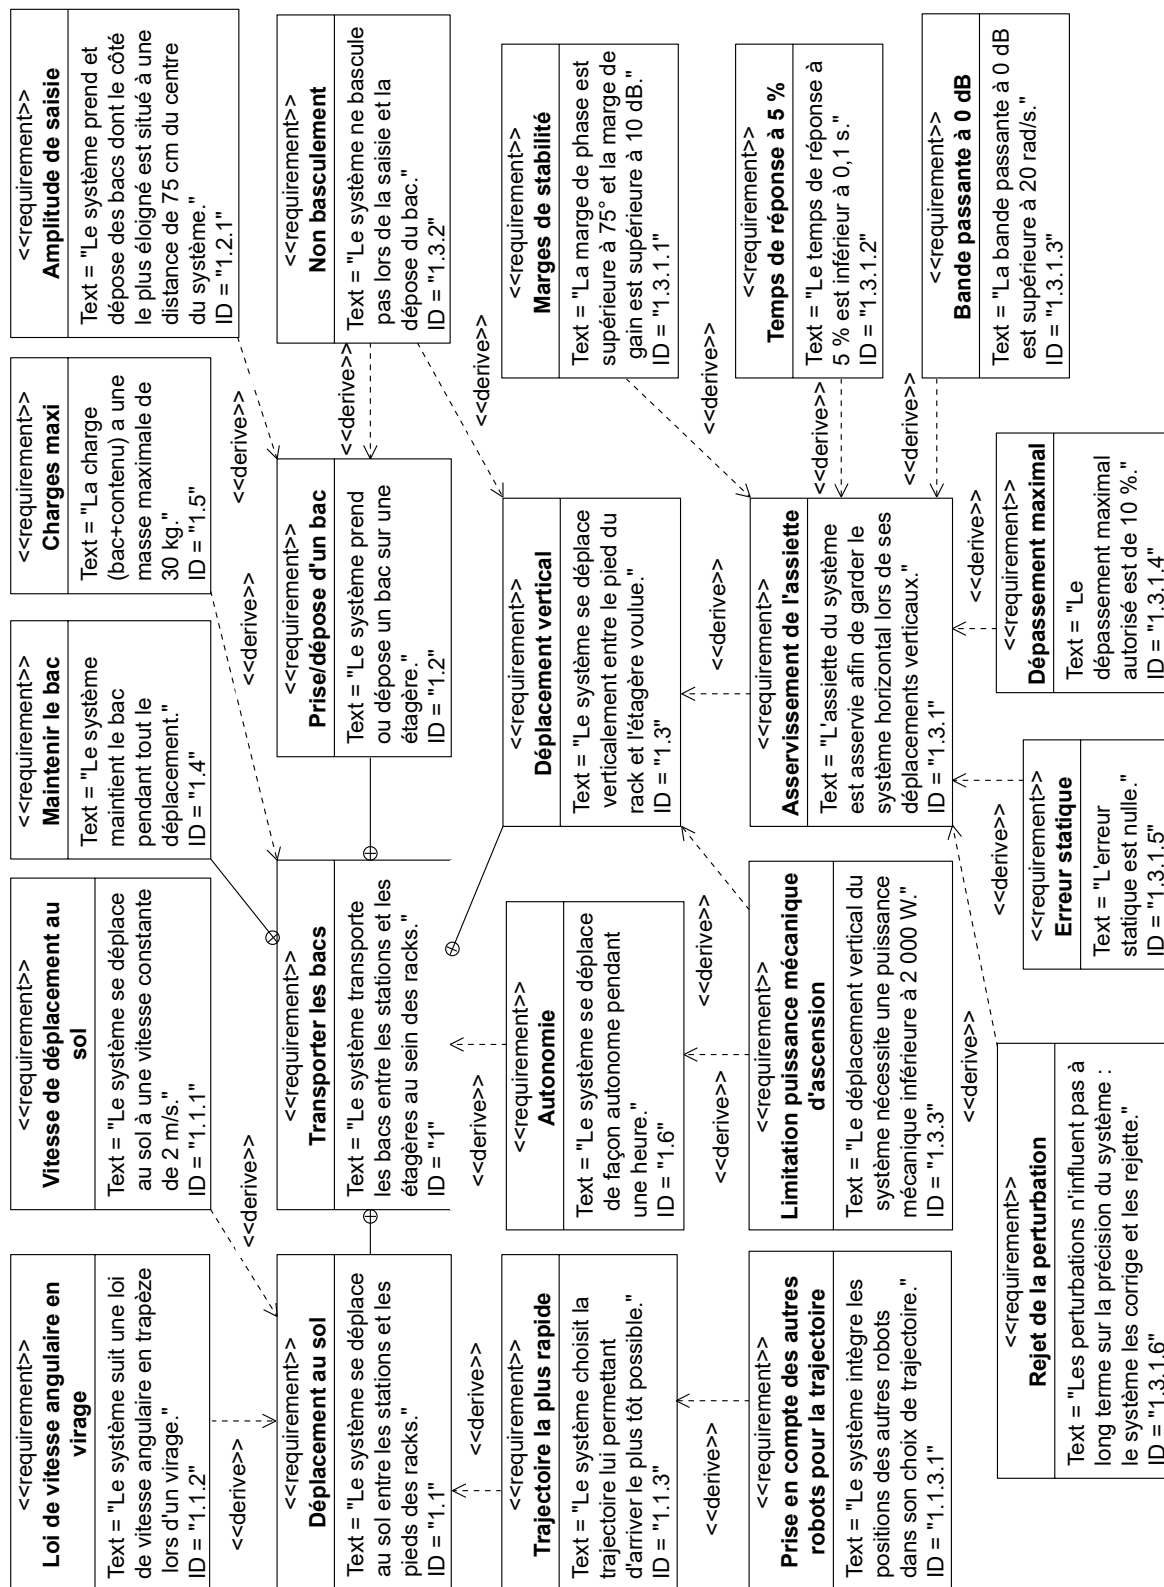 <<requirement>>
Loi de vitesse angulaire en
virage
Text = "Le système suit une loi
de vitesse angulaire en trapèze
lors d'un virage."
ID = "1.1.2"
<<requirement>>
Vitesse de déplacement au
sol
Text = "Le système se déplace
au sol à une vitesse constante
de 2 m/s."
ID = "1.1.1"
<<requirement>>
Maintenir le bac
Text = "Le système
maintient le bac
pendant tout le
déplacement."
ID = "1.4"
<<requirement>>
Charges maxi
Text = "La charge
(bac+contenu) a une
masse maximale de
30 kg."
ID = "1.5"
<<requirement>>
Amplitude de saisie
Text = "Le système prend et
dépose des bacs dont le côté
le plus éloigné est situé à une
distance de 75 cm du centre
du système."
ID = "1.2.1"
<<derive>>
<<derive>>
<<derive>>
<<derive>>
<<requirement>>
Déplacement au sol
Text = "Le système se déplace
au sol entre les stations et les
pieds des racks."
ID = "1.1"
<<requirement>>
Transporter les bacs
Text = "Le système transporte
les bacs entre les stations et les
étagères au sein des racks."
ID = "1"
<<requirement>>
Prise/dépose d'un bac
Text = "Le système prend
ou dépose un bac sur une
étagère."
ID = "1.2"
<<derive>>
<<requirement>>
Non basculement
Text = "Le système ne bascule
pas lors de la saisie et la
dépose du bac."
ID = "1.3.2"
<<derive>>
<<derive>>
<<derive>>
<<requirement>>
Trajectoire la plus rapide
Text = "Le système choisit la
trajectoire lui permettant
d'arriver le plus tôt possible."
ID = "1.1.3"
<<requirement>>
Autonomie
Text = "Le système se déplace
de façon autonome pendant
une heure."
ID = "1.6"
<<requirement>>
Déplacement vertical
Text = "Le système se déplace
verticalement entre le pied du
rack et l'étagère voulue."
ID = "1.3"
<<requirement>>
Marges de stabilité
Text = "La marge de phase est
supérieure à 75° et la marge de
gain est supérieure à 10 dB."
ID = "1.3.1.1"
<<derive>>
<<derive>>
<<derive>>
<<derive>>
<<derive>>
<<requirement>>
Prise en compte des autres
robots pour la trajectoire
Text = "Le système intègre les
positions des autres robots
dans son choix de trajectoire."
ID = "1.1.3.1"
<<requirement>>
Limitation puissance mécanique
d'ascension
Text = "Le déplacement vertical du
système nécessite une puissance
mécanique inférieure à 2 000 W."
ID = "1.3.3"
<<requirement>>
Asservissement de l'assiette
Text = "L'assiette du système
est asservie afin de garder le
système horizontal lors de ses
déplacements verticaux."
ID = "1.3.1"
<<derive>>
<<requirement>>
Temps de réponse à 5 %
Text = "Le temps de réponse à
5 % est inférieur à 0,1 s."
ID = "1.3.1.2"
<<derive>>
<<requirement>>
Bande passante à 0 dB
Text = "La bande passante à 0 dB
est supérieure à 20 rad/s."
ID = "1.3.1.3"
<<derive>>
<<derive>>
<<derive>>
<<requirement>>
Rejet de la perturbation
Text = "Les perturbations n'influent pas à
long terme sur la précision du système :
le système les corrige et les rejette."
ID = "1.3.1.6"
<<requirement>>
Erreur statique
Text = "L'erreur
statique est nulle."
ID = "1.3.1.5"
<<requirement>>
Dépassement maximal
Text = "Le
dépassement maximal
autorisé est de 10 %."
ID = "1.3.1.4"